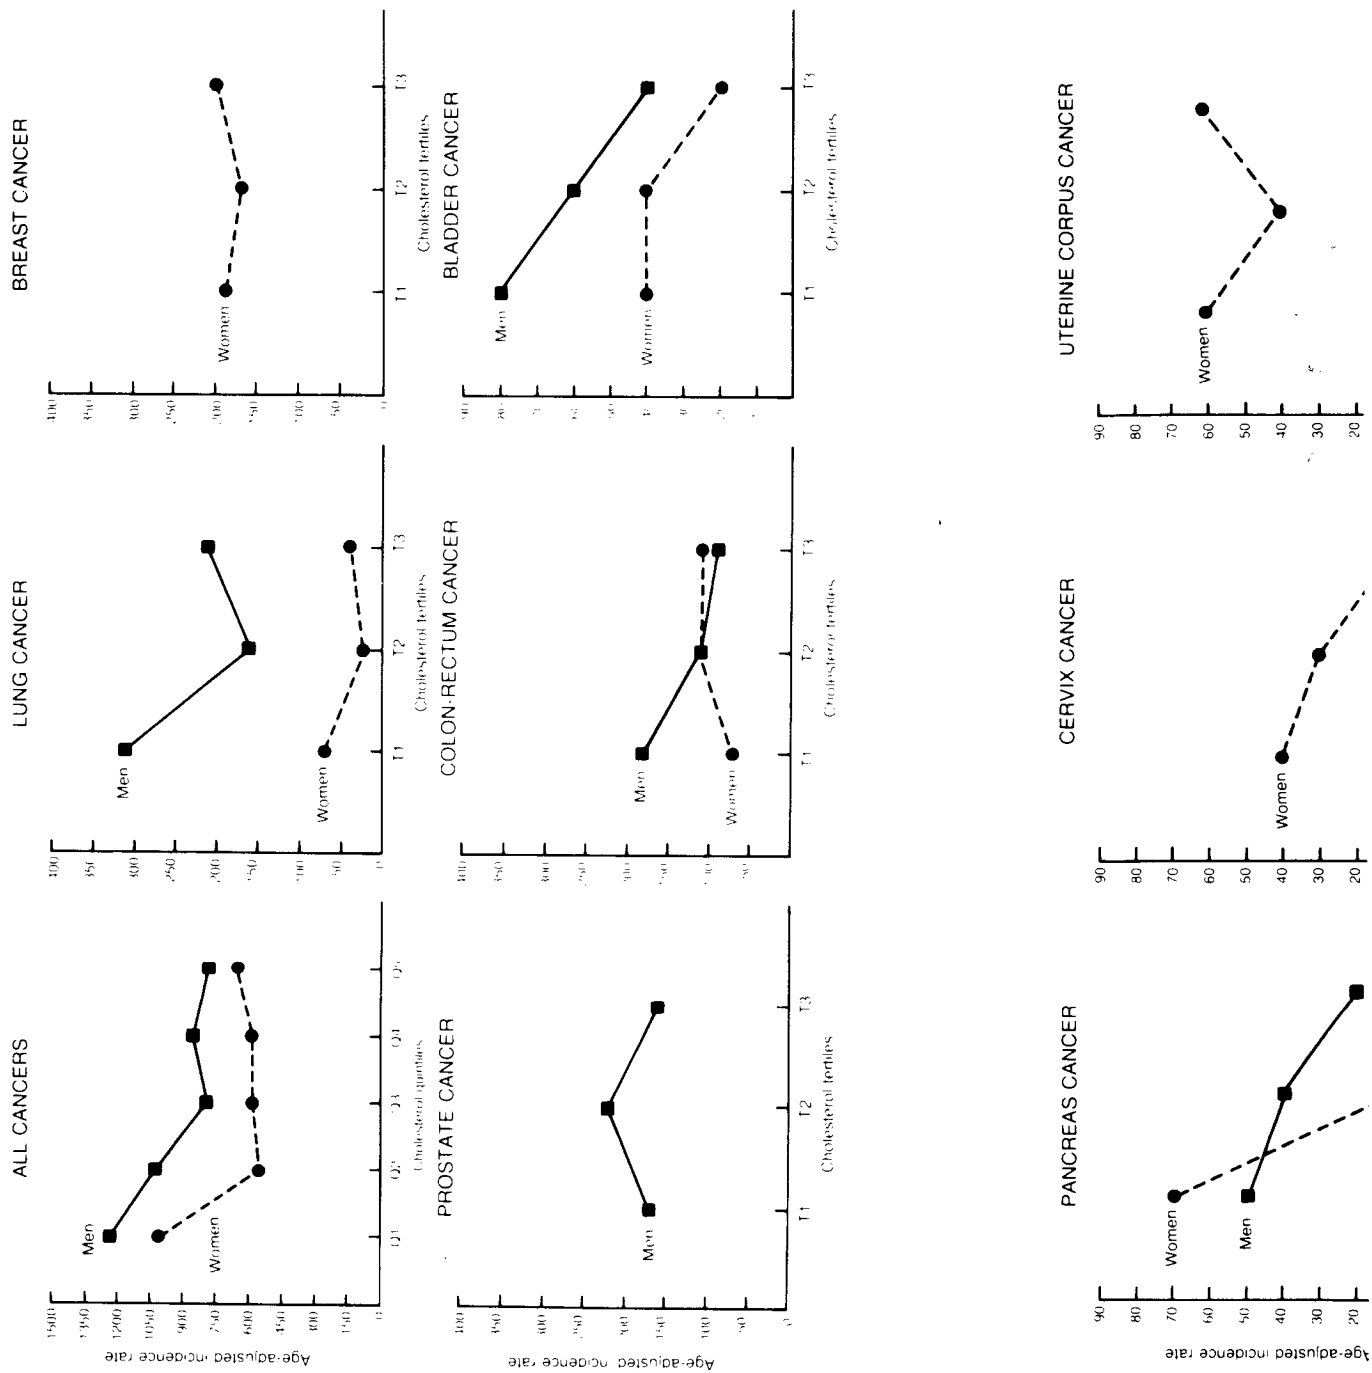 ALL CANCERS
LUNG CANCER
BREAST CANCER
1500
1350
1200
1050
900
750
600
450
300
150
Age-adjusted incidence rate
Men
Women
Q1
Q2
Q3
Q4
Q5
Cholesterol quintiles
400
350
300
250
200
150
100
50
0
Men
Women
T1
T2
T3
Cholesterol tertiles
400
350
300
250
200
150
100
50
0
Women
T1
T2
T3
Cholesterol tertiles
PROSTATE CANCER
COLON-RECTUM CANCER
BLADDER CANCER
400
350
300
250
200
150
100
50
Age-adjusted incidence rate
Men
T1
T2
T3
Cholesterol tertiles
400
350
300
250
200
150
100
50
Men
Women
T1
T2
T3
Cholesterol tertiles
90
80
Men
Women
T1
T2
T3
Cholesterol tertiles
PANCREAS CANCER
CERVIX CANCER
UTERINE CORPUS CANCER
90
80
70
60
50
40
30
20
Age-adjusted incidence rate
Women
Men
90
80
70
60
50
40
30
20
Women
90
80
70
60
50
40
30
20
Women